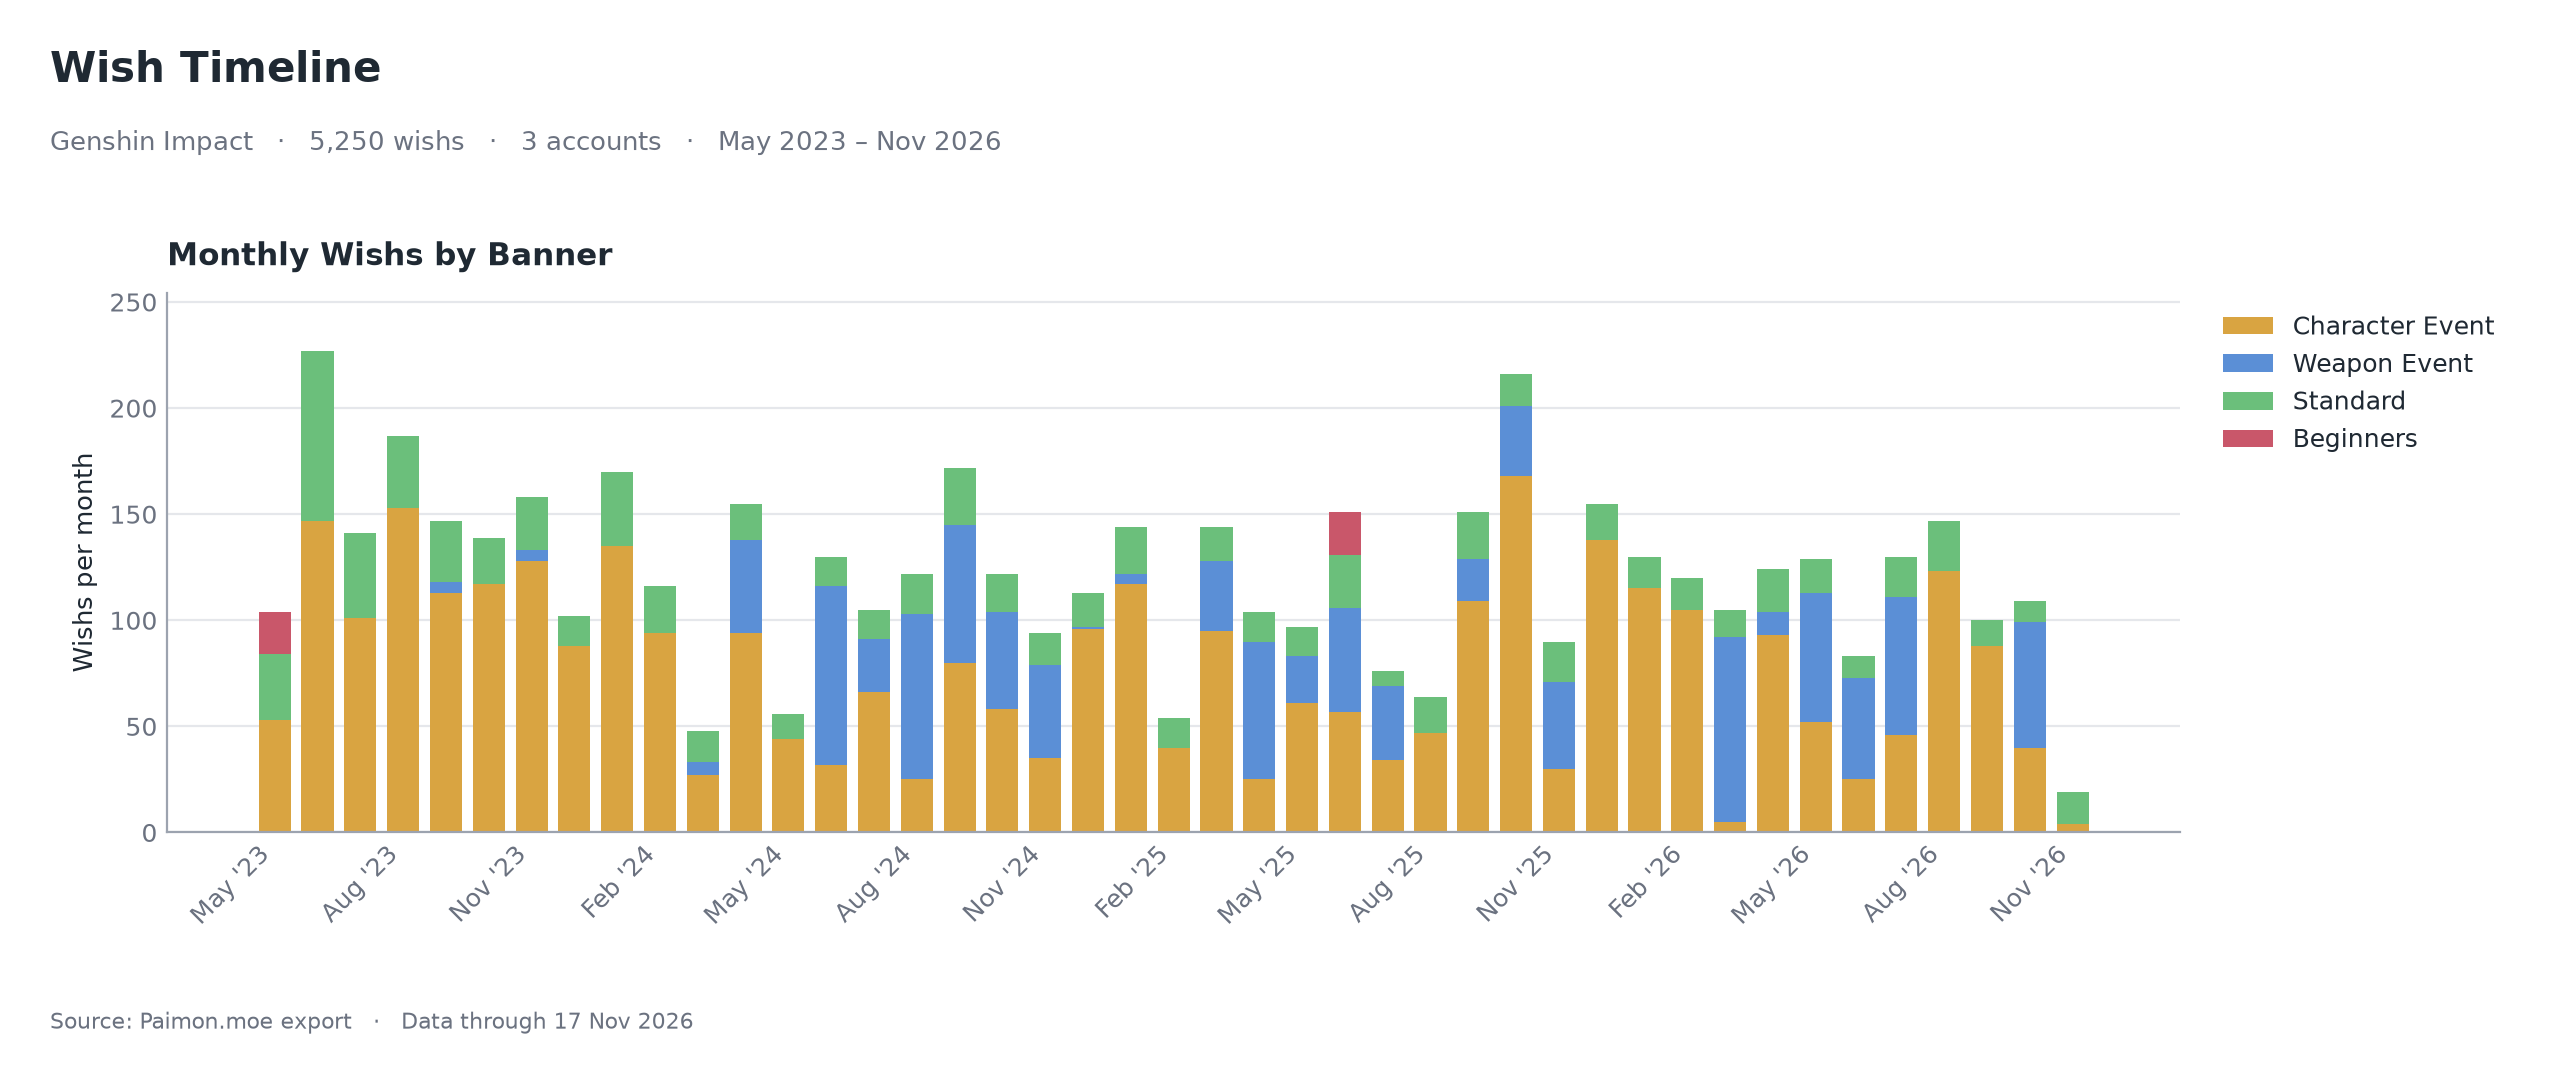 Wish Timeline
Genshin Impact · 5,250 wishs · 3 accounts · May 2023 – Nov 2026
Monthly Wishs by Banner
Wishs per month
250
200
150
100
50
0
May '23
Aug '23
Nov '23
Feb '24
May '24
Aug '24
Nov '24
Feb '25
May '25
Aug '25
Nov '25
Feb '26
May '26
Aug '26
Nov '26
Character Event
Weapon Event
Standard
Beginners
Source: Paimon.moe export · Data through 17 Nov 2026